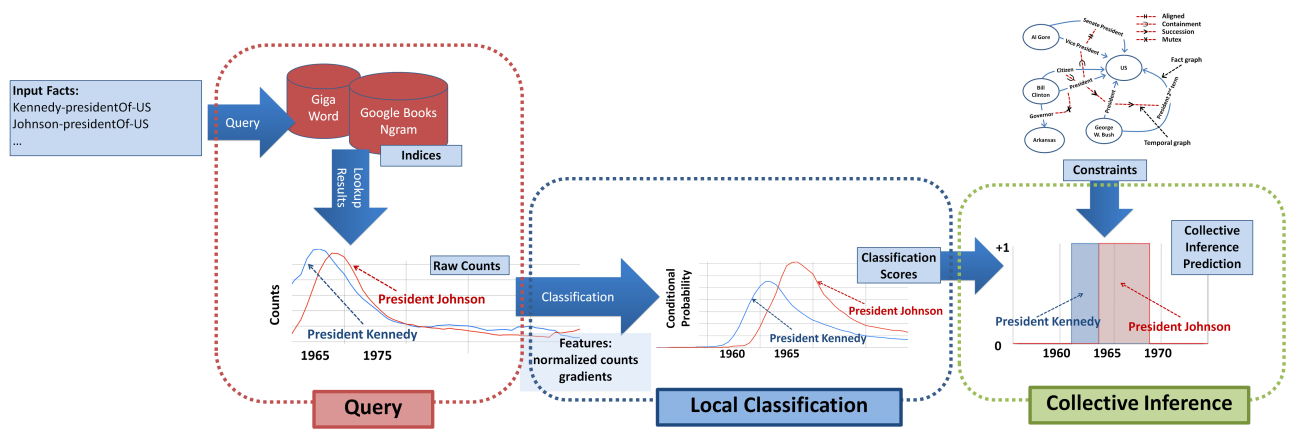 Input Facts:
Kennedy-presidentOf-US
Johnson-presidentOf-US
...
Query
Giga
Word
Google Books
Ngram
Indices
Lookup
Results
Raw Counts
Counts
President Johnson
President Kennedy
1965
1975
Query
Classification
Features:
normalized counts
gradients
Conditional
Probability
Classification
Scores
President Johnson
President Kennedy
1960
1965
Local Classification
Al Gore
Senate President
Vice President
US
Citizen
President
Bill
Clinton
Governor
Arkansas
President
George
W. Bush
President 2nd term
Aligned
Containment
Succession
Mutex
Fact graph
Temporal graph
Constraints
Collective
Inference
Prediction
+1
0
President Kennedy
President Johnson
1960
1965
1970
Collective Inference